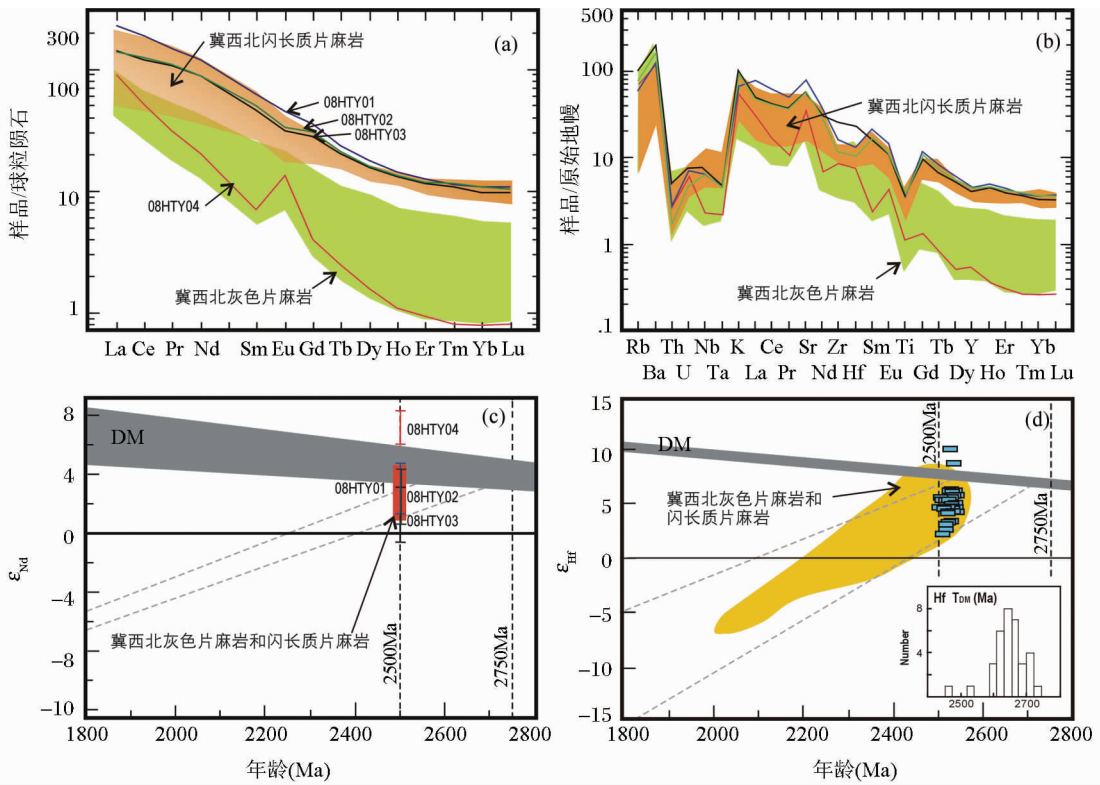 (a)
300
100
10
1
样品/球粒陨石
冀西北闪长质片麻岩
08HTY01
08HTY02
08HTY03
08HTY04
冀西北灰色片麻岩
La Ce Pr Nd Sm Eu Gd Tb Dy Ho Er Tm Yb Lu
(b)
500
100
10
1
.1
样品/原始地幔
冀西北闪长质片麻岩
冀西北灰色片麻岩
Rb Th Nb K Ce Sr Zr Sm Ti Tb Y Er Yb
Ba U Ta La Pr Nd Hf Eu Gd Dy Ho Tm Lu
(c)
8
4
0
-4
-8
-10
εNd
DM
08HTY04
08HTY01
08HTY02
08HTY03
冀西北灰色片麻岩和闪长质片麻岩
2500Ma
2750Ma
1800 2000 2200 2400 2600 2800
年龄(Ma)
(d)
15
10
5
0
-5
-10
-15
εHf
DM
2500Ma
冀西北灰色片麻岩和
闪长质片麻岩
2750Ma
Hf TDM (Ma)
8
4
Number
2500 2700
1800 2000 2200 2400 2600 2800
年龄(Ma)